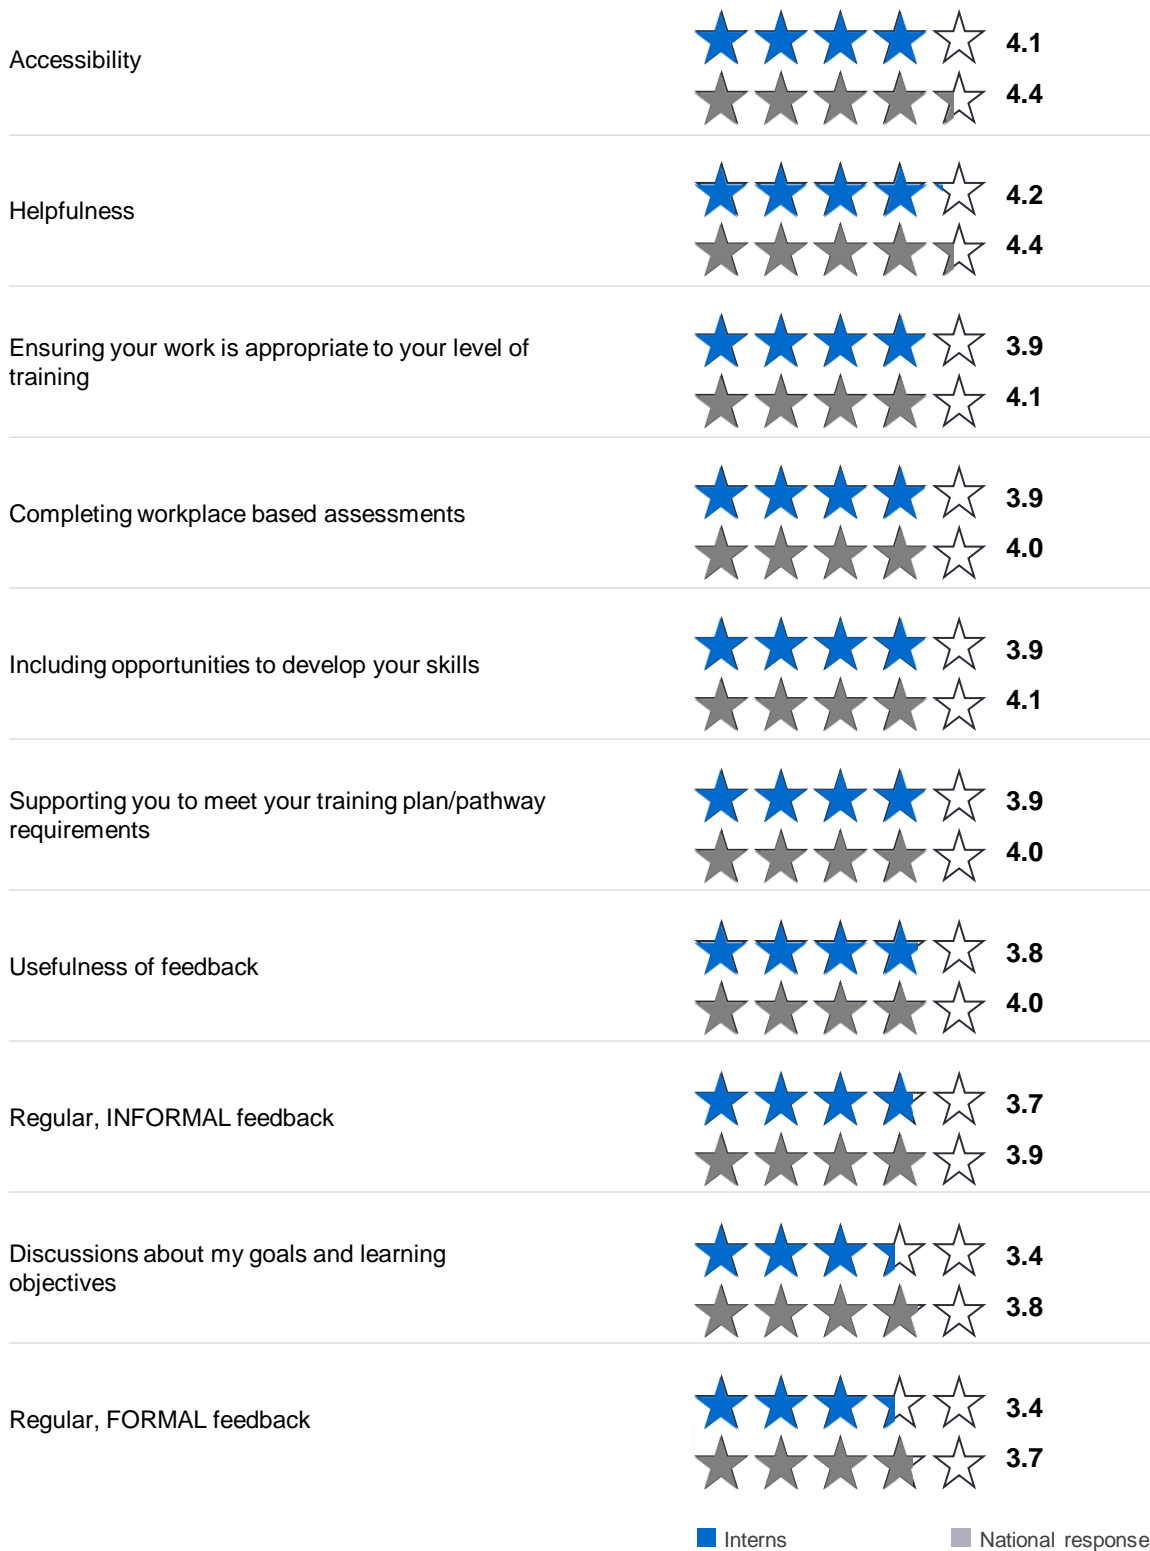 Accessibility
4.1
4.4
Helpfulness
4.2
4.4
Ensuring your work is appropriate to your level of
training
3.9
4.1
Completing workplace based assessments
3.9
4.0
Including opportunities to develop your skills
3.9
4.1
Supporting you to meet your training plan/pathway
requirements
3.9
4.0
Usefulness of feedback
3.8
4.0
Regular, INFORMAL feedback
3.7
3.9
Discussions about my goals and learning
objectives
3.4
3.8
Regular, FORMAL feedback
3.4
3.7
Interns
National response